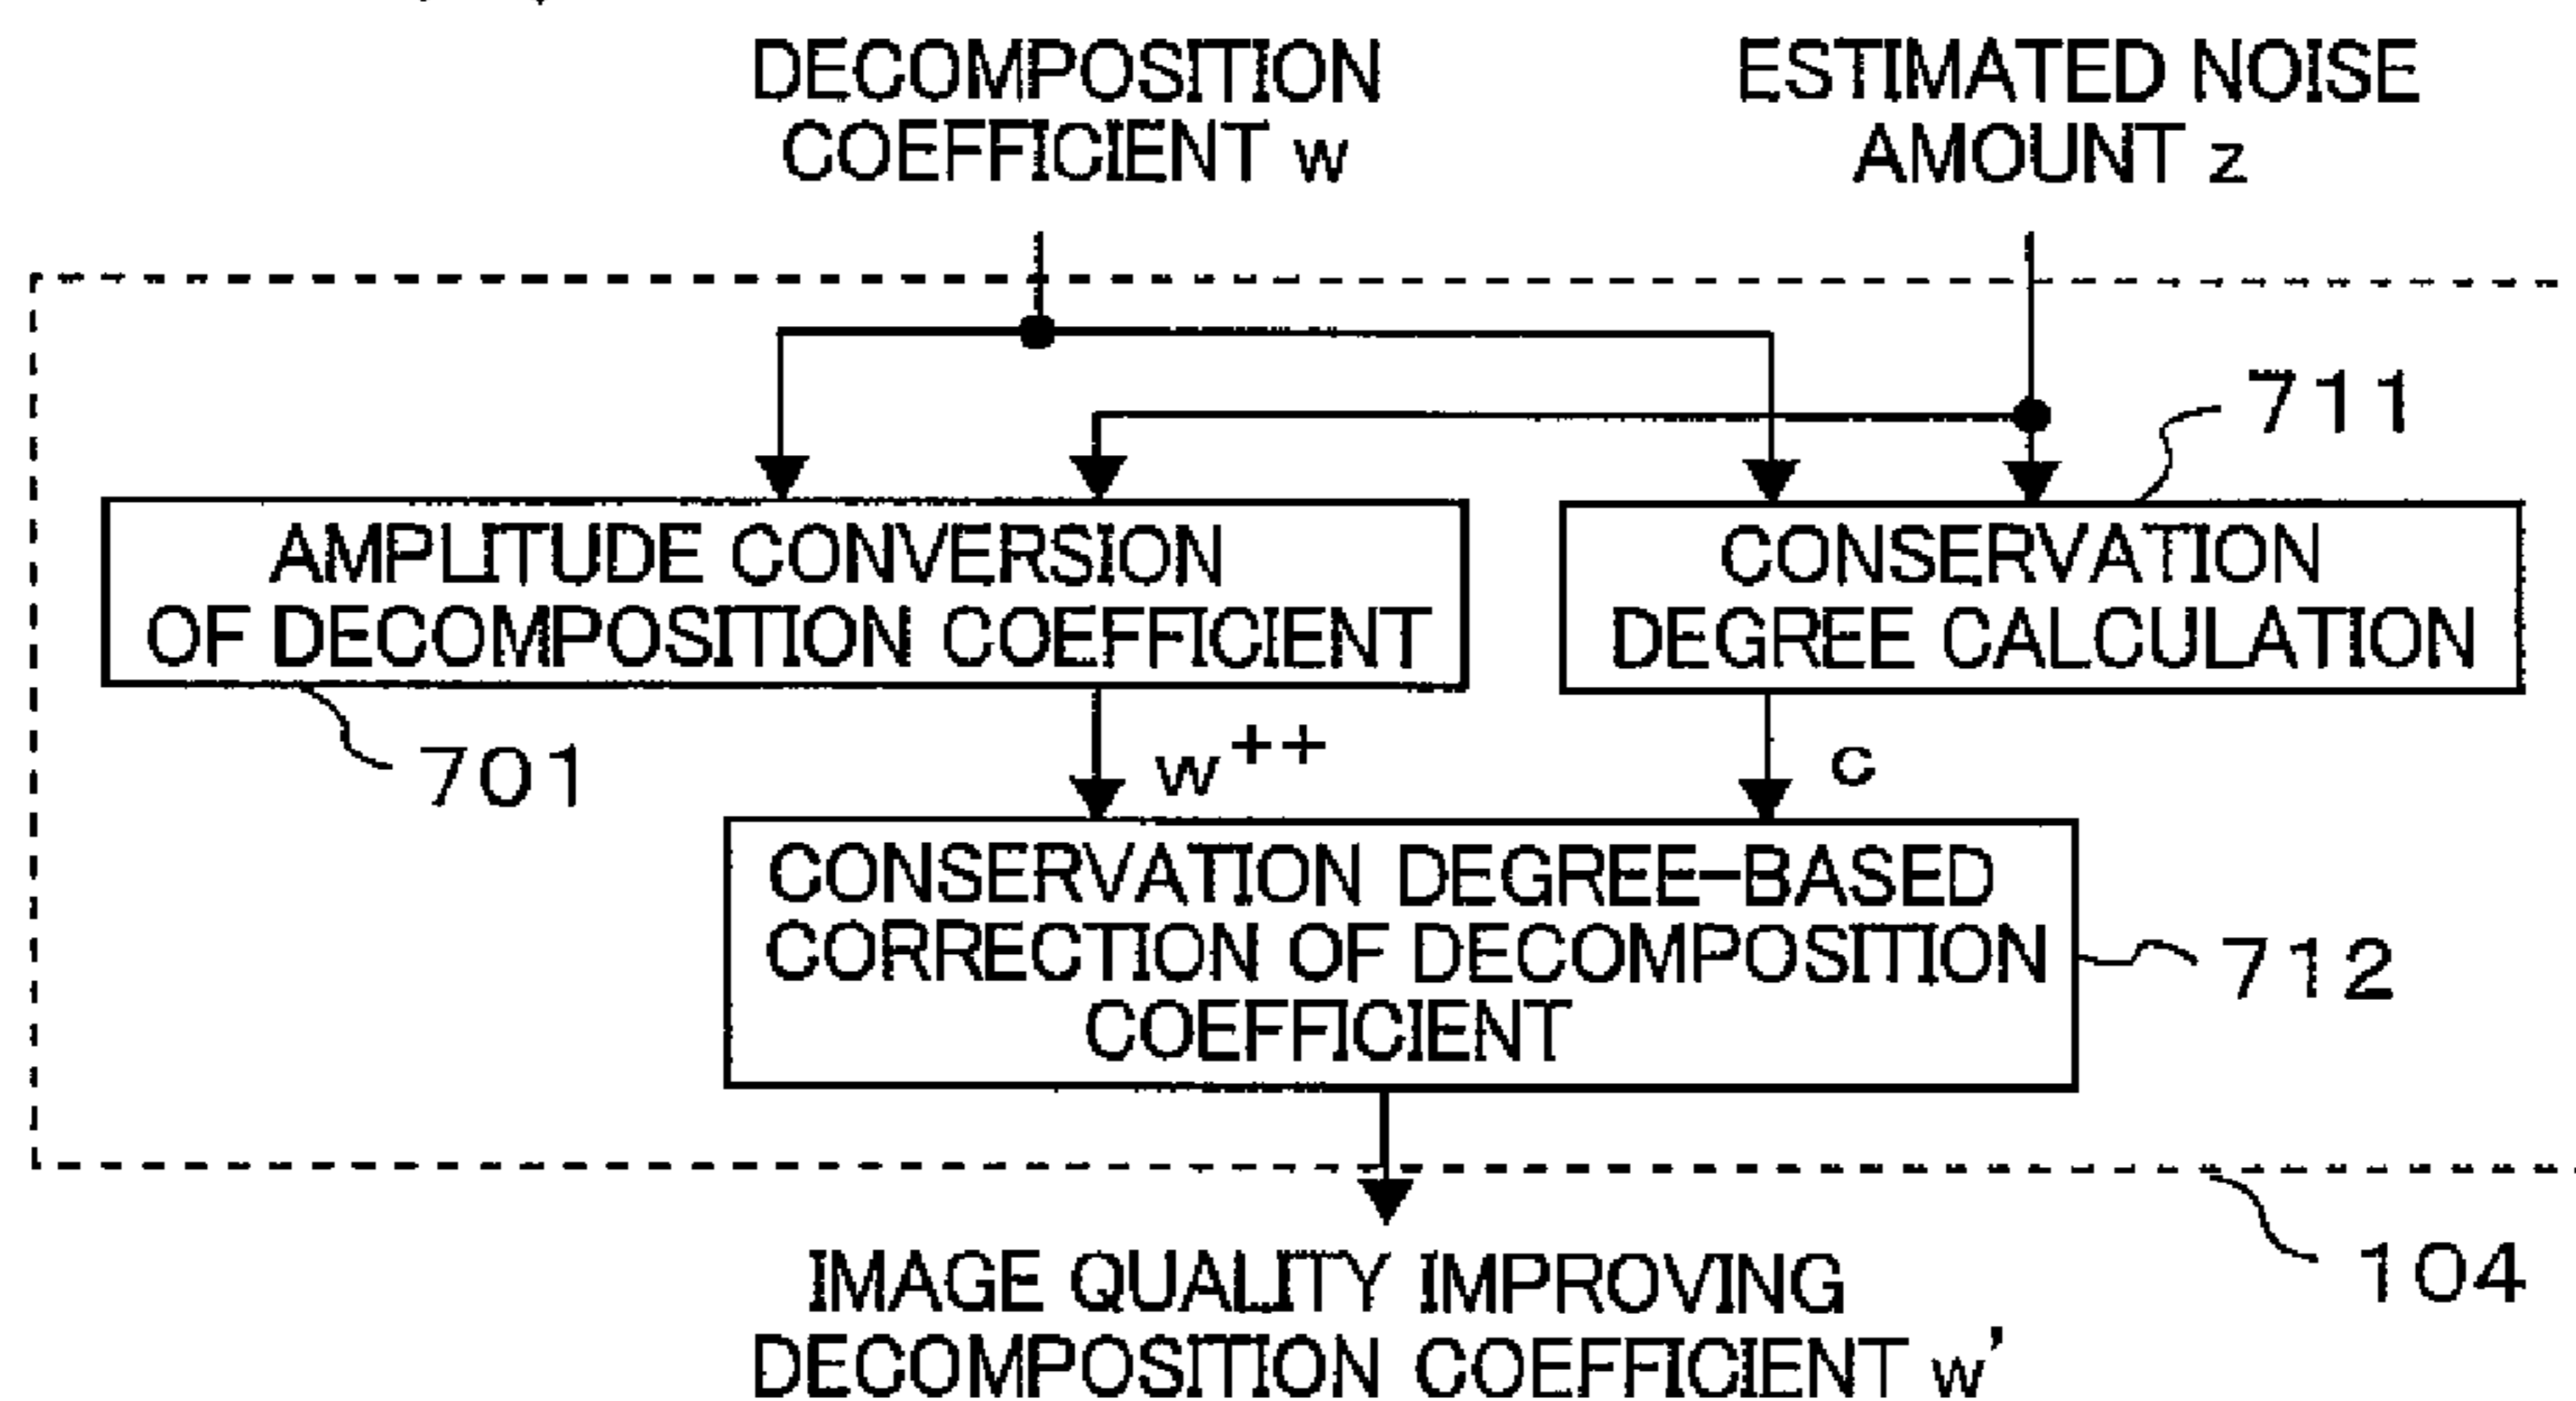 DECOMPOSITION
COEFFICIENT w
ESTIMATED NOISE
AMOUNT z
711
AMPLITUDE CONVERSION
OF DECOMPOSITION COEFFICIENT
CONSERVATION
DEGREE CALCULATION
701
w++
c
CONSERVATION DEGREE-BASED
CORRECTION OF DECOMPOSITION
COEFFICIENT
712
104
IMAGE QUALITY IMPROVING
DECOMPOSITION COEFFICIENT w'